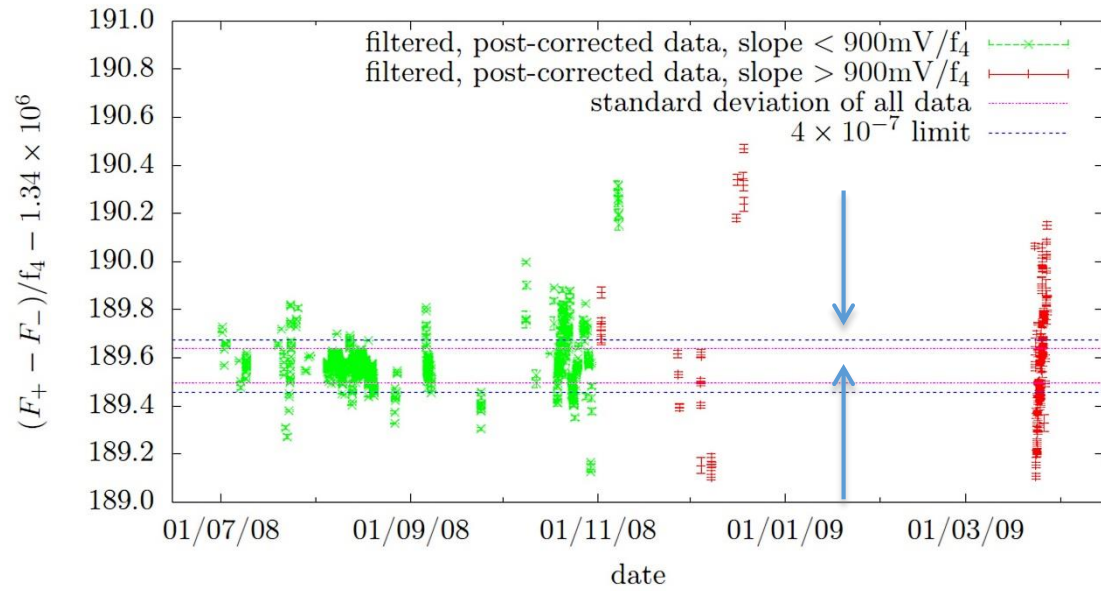 191.0
190.8
190.6
190.4
190.2
190.0
189.8
189.6
189.4
189.2
189.0
(F₊ − F₋)/f₄ − 1.34 × 10⁶
filtered, post-corrected data, slope < 900mV/f₄
filtered, post-corrected data, slope > 900mV/f₄
standard deviation of all data
4 × 10⁻⁷ limit
01/07/08 01/09/08 01/11/08 01/01/09 01/03/09
date